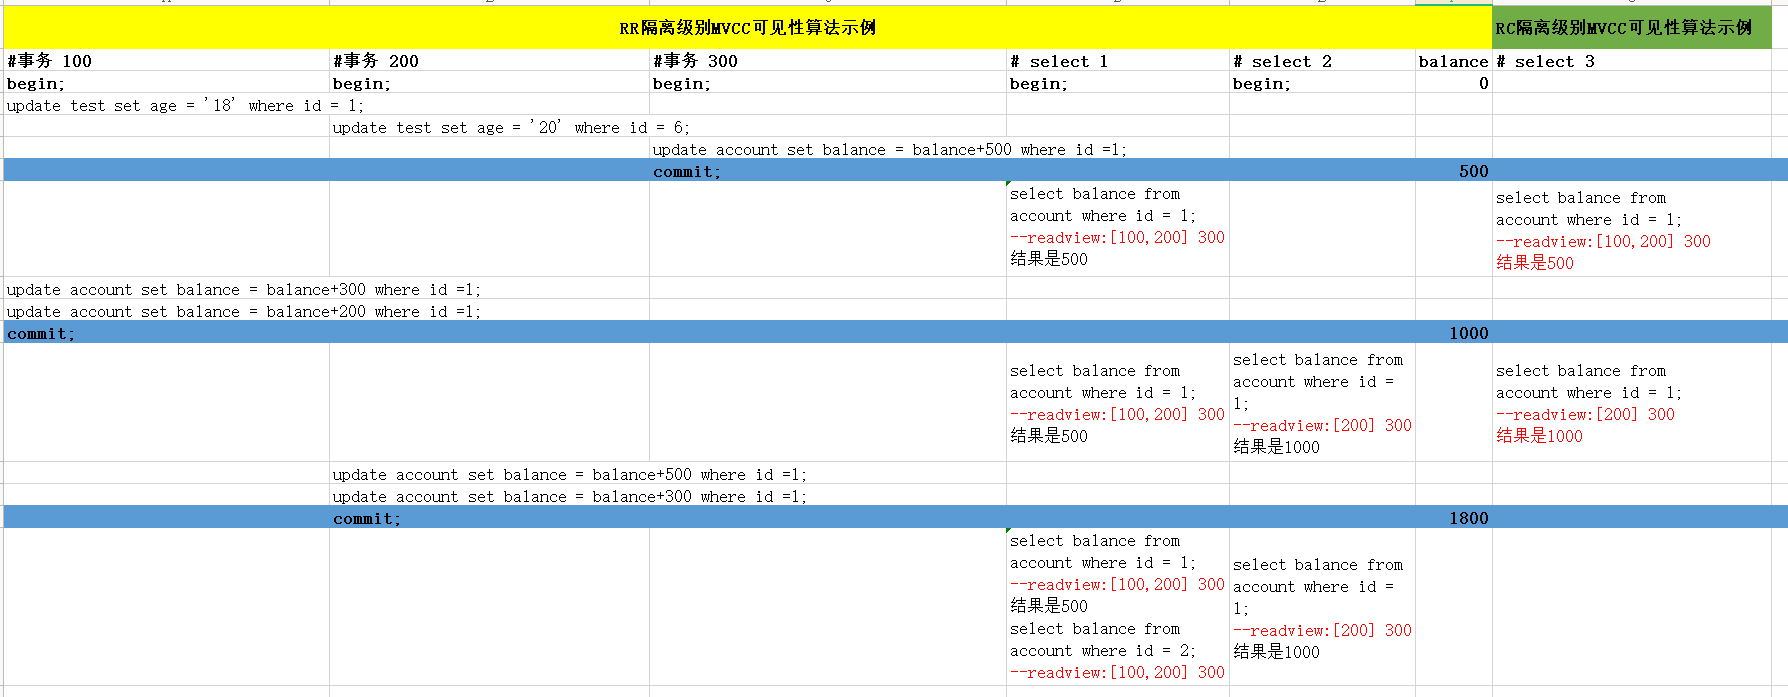 RR隔离级别MVCC可见性算法示例
RC隔离级别MVCC可见性算法示例
#事务 100
#事务 200
#事务 300
# select 1
# select 2
balance
# select 3
begin;
begin;
begin;
begin;
begin;
0
update test set age = '18' where id = 1;
update test set age = '20' where id = 6;
update account set balance = balance+500 where id =1;
commit;
500
select balance from
account where id = 1;
--readview:[100,200] 300
结果是500
select balance from
account where id = 1;
--readview:[100,200] 300
结果是500
update account set balance = balance+300 where id =1;
update account set balance = balance+200 where id =1;
commit;
1000
select balance from
account where id = 1;
--readview:[100,200] 300
结果是500
select balance from
account where id =
1;
--readview:[200] 300
结果是1000
select balance from
account where id = 1;
--readview:[200] 300
结果是1000
update account set balance = balance+500 where id =1;
update account set balance = balance+300 where id =1;
commit;
1800
select balance from
account where id = 1;
--readview:[100,200] 300
结果是500
select balance from
account where id = 2;
--readview:[100,200] 300
select balance from
account where id =
1;
--readview:[200] 300
结果是1000